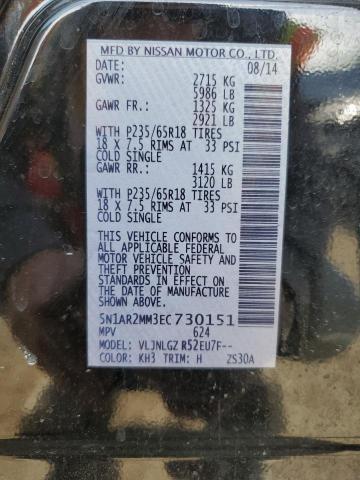 MFD BY NISSAN MOTOR CO., LTD.
DATE: 08/14
GVWR: 2715 KG
5986 LB
GAWR FR.: 1325 KG
2921 LB
WITH P235/65R18 TIRES
18 X 7.5 RIMS AT 33 PSI
COLD SINGLE
GAWR RR.: 1415 KG
3120 LB
WITH P235/65R18 TIRES
18 X 7.5 RIMS AT 33 PSI
COLD SINGLE
THIS VEHICLE CONFORMS TO
ALL APPLICABLE FEDERAL
MOTOR VEHICLE SAFETY AND
AND THEFT PREVENTION
STANDARDS IN EFFECT ON THE
DATE OF MFR. SHOWN ABOVE.
5N1AR2MM3EC730151
MPV 624
MODEL: VLJNLGZ R52EU7F--
COLOR: KH3 TRIM: H ZS30A